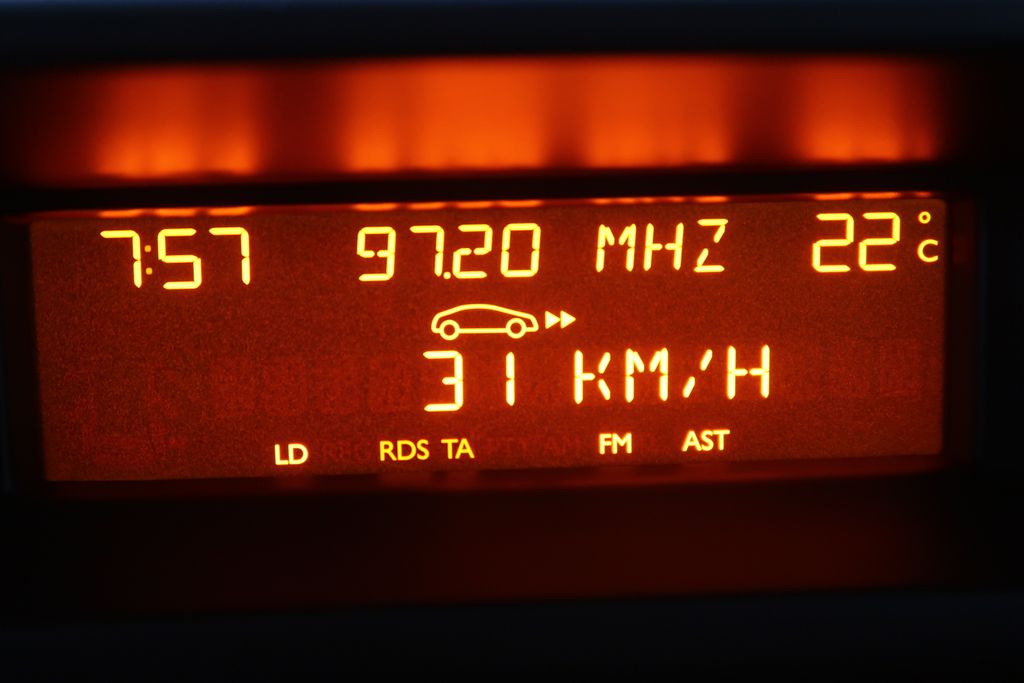 7:57 97.20 MHZ 22°C
31 KM/H
LD RDS TA FM AST